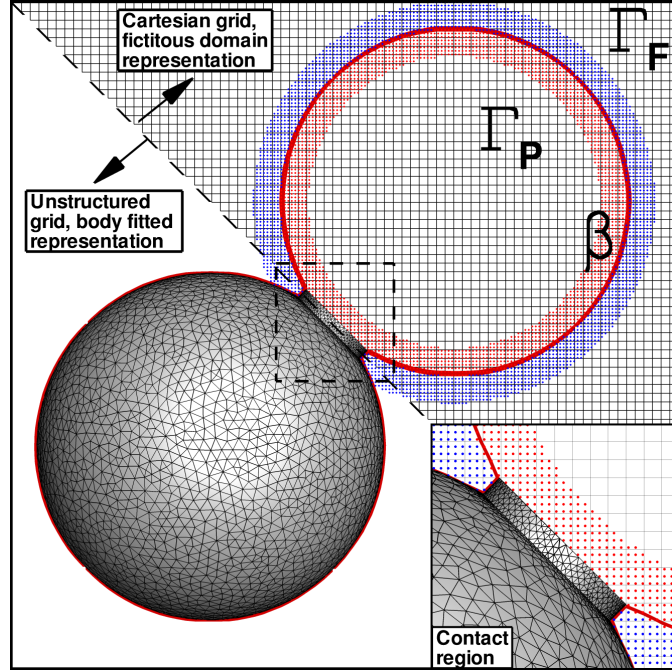 Cartesian grid,
fictitous domain
representation
Γ_F
Γ_P
Unstructured
grid, body fitted
representation
β
Contact
region